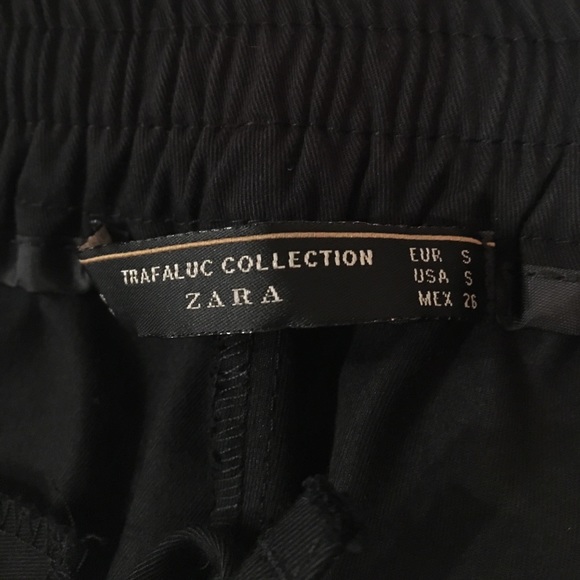 TRAFALUC COLLECTION
ZARA
EUR S
USA S
MEX 26